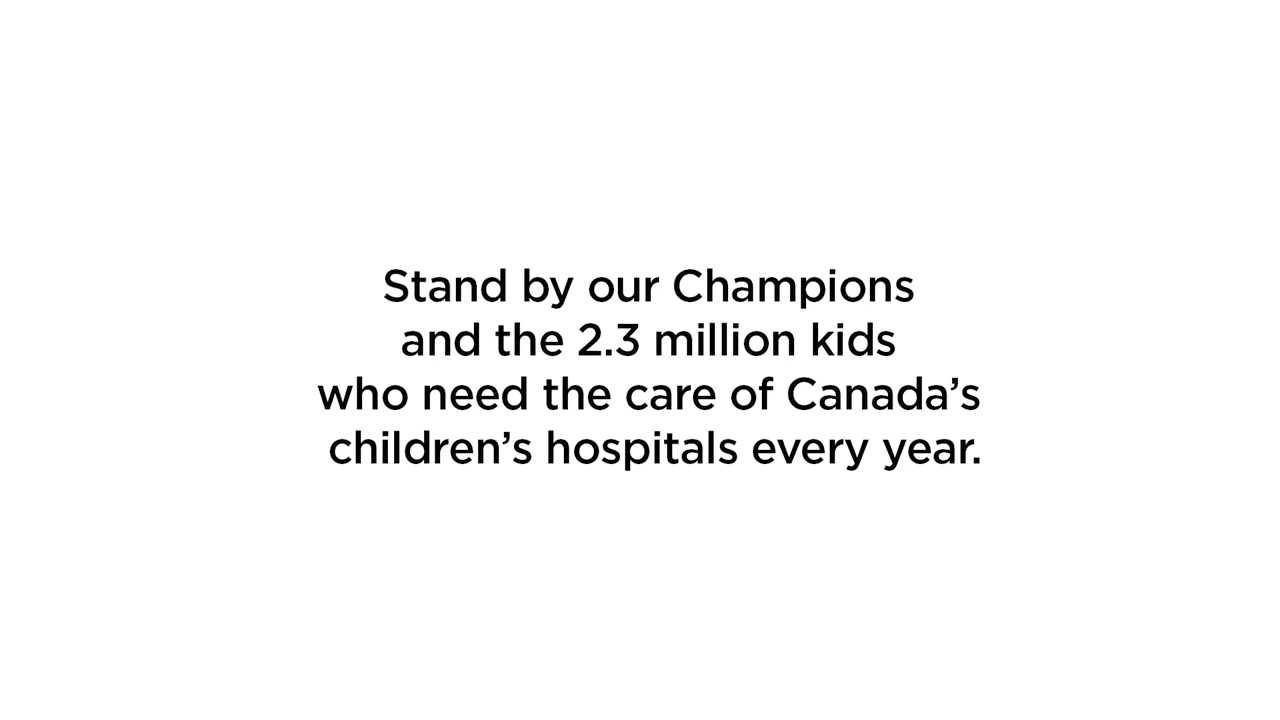 Stand by our Champions
and the 2.3 million kids
who need the care of Canada’s
children’s hospitals every year.